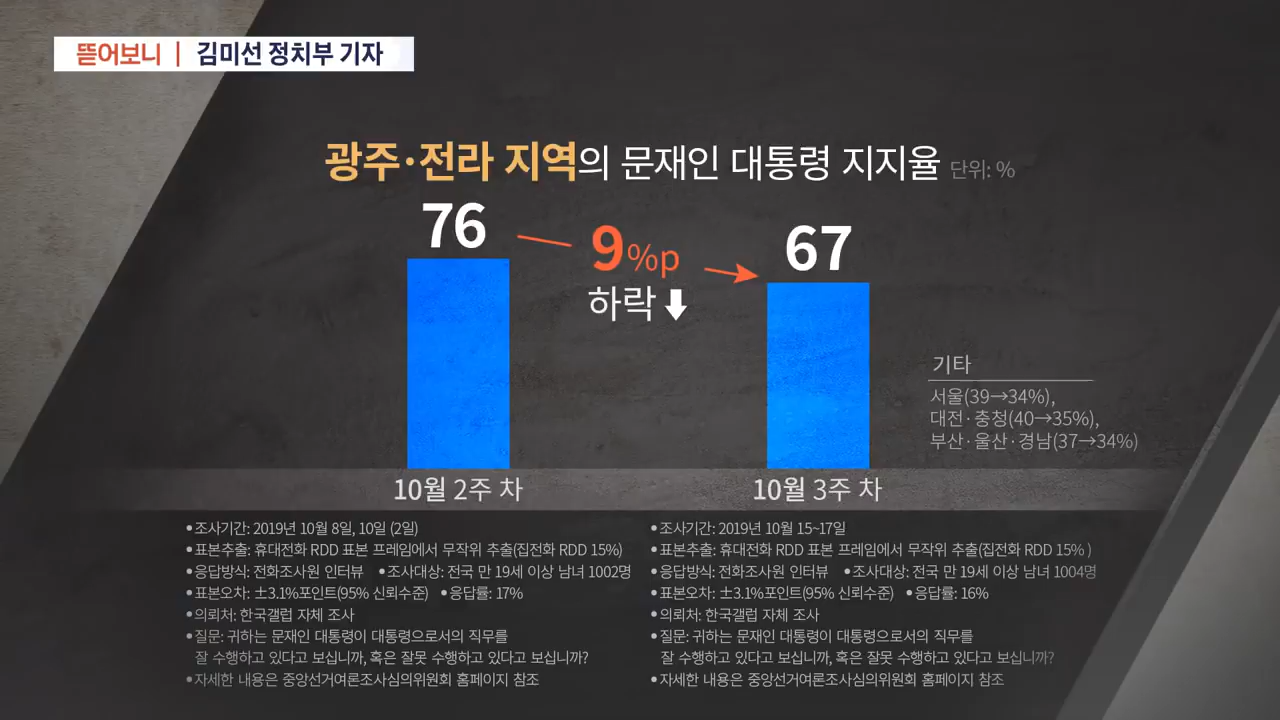 뜯어보니 | 김미선 정치부 기자
광주·전라 지역의 문재인 대통령 지지율 단위: %
76
9%p
하락
67
기타
서울(39→34%),
대전·충청(40→35%),
부산·울산·경남(37→34%)
10월 2주 차
10월 3주 차
•조사기간: 2019년 10월 8일, 10일 (2일)
•표본추출: 휴대전화 RDD 표본 프레임에서 무작위 추출(집전화 RDD 15%)
•응답방식: 전화조사원 인터뷰 •조사대상: 전국 만 19세 이상 남녀 1002명
•표본오차: ±3.1%포인트(95% 신뢰수준) •응답률: 17%
•의뢰처: 한국갤럽 자체 조사
•질문: 귀하는 문재인 대통령이 대통령으로서의 직무를
잘 수행하고 있다고 보십니까, 혹은 잘못 수행하고 있다고 보십니까?
•자세한 내용은 중앙선거여론조사심의위원회 홈페이지 참조
•조사기간: 2019년 10월 15~17일
•표본추출: 휴대전화 RDD 표본 프레임에서 무작위 추출(집전화 RDD 15% )
•응답방식: 전화조사원 인터뷰 •조사대상: 전국 만 19세 이상 남녀 1004명
•표본오차: ±3.1%포인트(95% 신뢰수준) •응답률: 16%
•의뢰처: 한국갤럽 자체 조사
•질문: 귀하는 문재인 대통령이 대통령으로서의 직무를
잘 수행하고 있다고 보십니까, 혹은 잘못 수행하고 있다고 보십니까?
•자세한 내용은 중앙선거여론조사심의위원회 홈페이지 참조